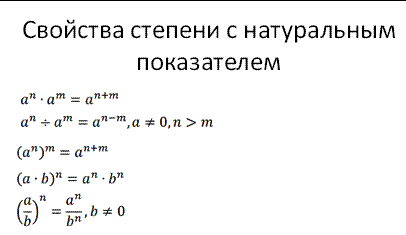 Свойства степени с натуральным
показателем
aⁿ · aᵐ = aⁿ⁺ᵐ
aⁿ ÷ aᵐ = aⁿ⁻ᵐ, a ≠ 0, n > m
(aⁿ)ᵐ = aⁿ⁺ᵐ
(a · b)ⁿ = aⁿ · bⁿ
(a/b)ⁿ = aⁿ/bⁿ, b ≠ 0